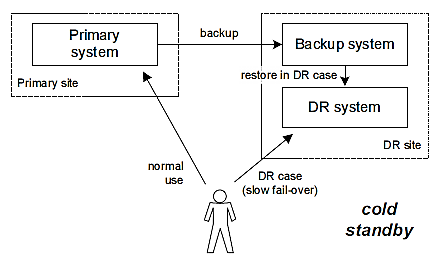 Primary
system
backup
Backup system
restore in DR case
Primary site
DR system
DR site
normal
use
DR case
(slow fail-over)
cold
standby